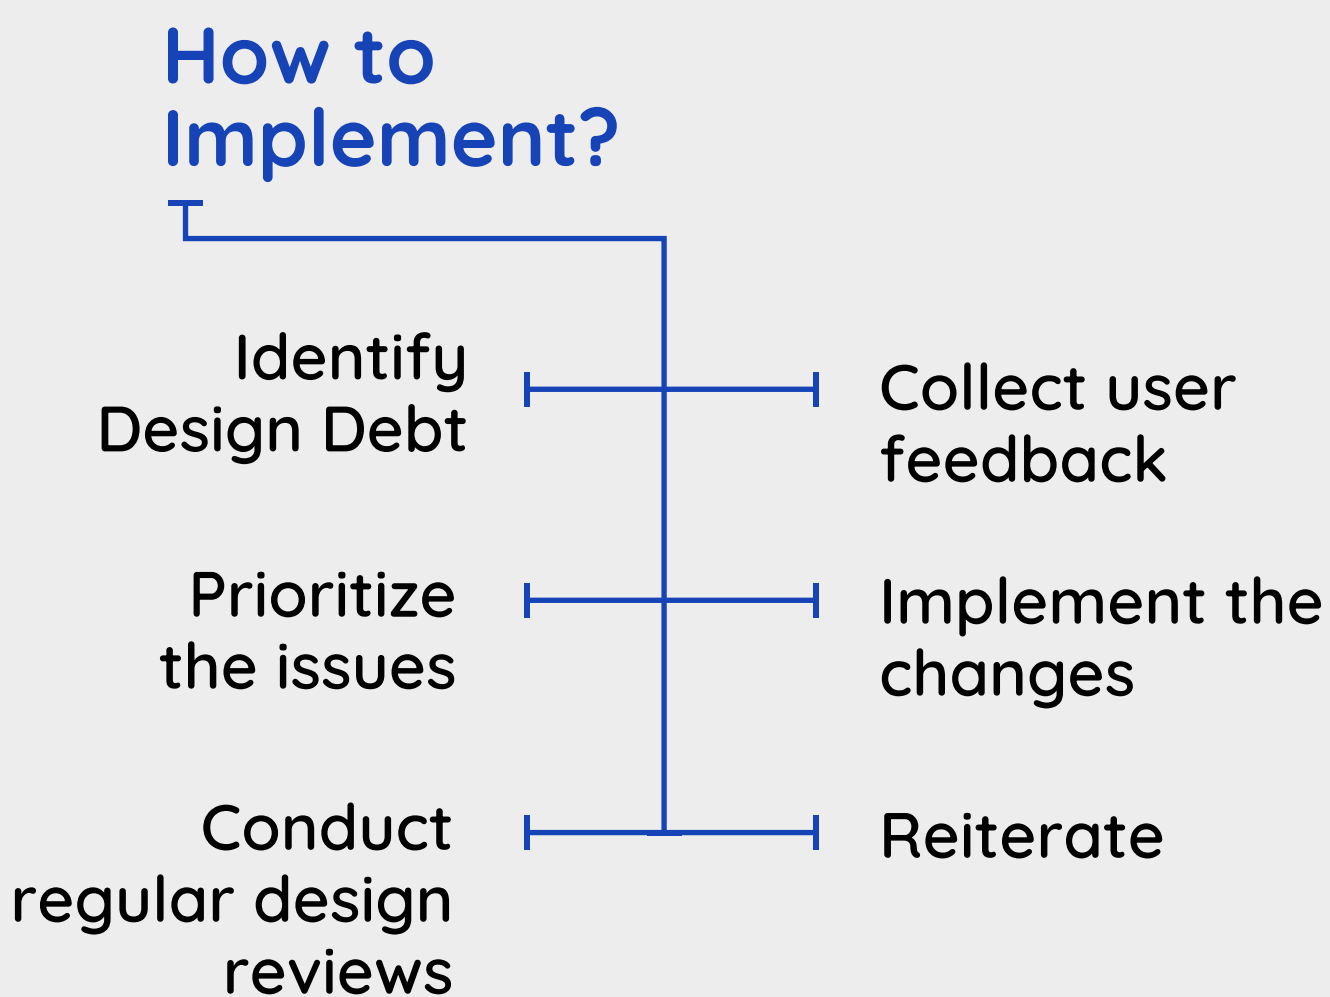 How to
Implement?
Identify
Design Debt
Collect user
feedback
Prioritize
the issues
Implement the
changes
Conduct
regular design
reviews
Reiterate